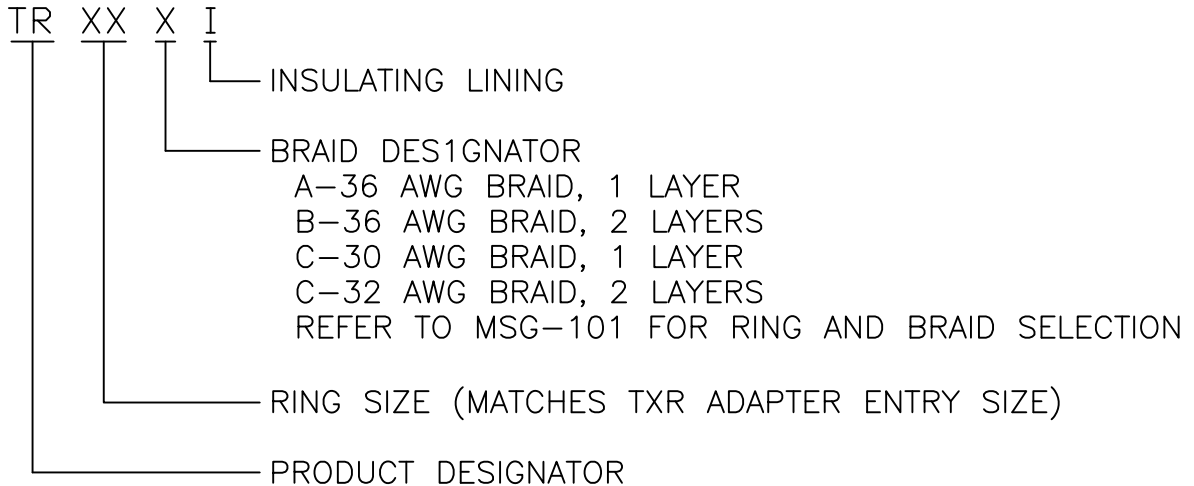 TR XX X I
INSULATING LINING
BRAID DES1GNATOR
A-36 AWG BRAID, 1 LAYER
B-36 AWG BRAID, 2 LAYERS
C-30 AWG BRAID, 1 LAYER
C-32 AWG BRAID, 2 LAYERS
REFER TO MSG-101 FOR RING AND BRAID SELECTION
RING SIZE (MATCHES TXR ADAPTER ENTRY SIZE)
PRODUCT DESIGNATOR